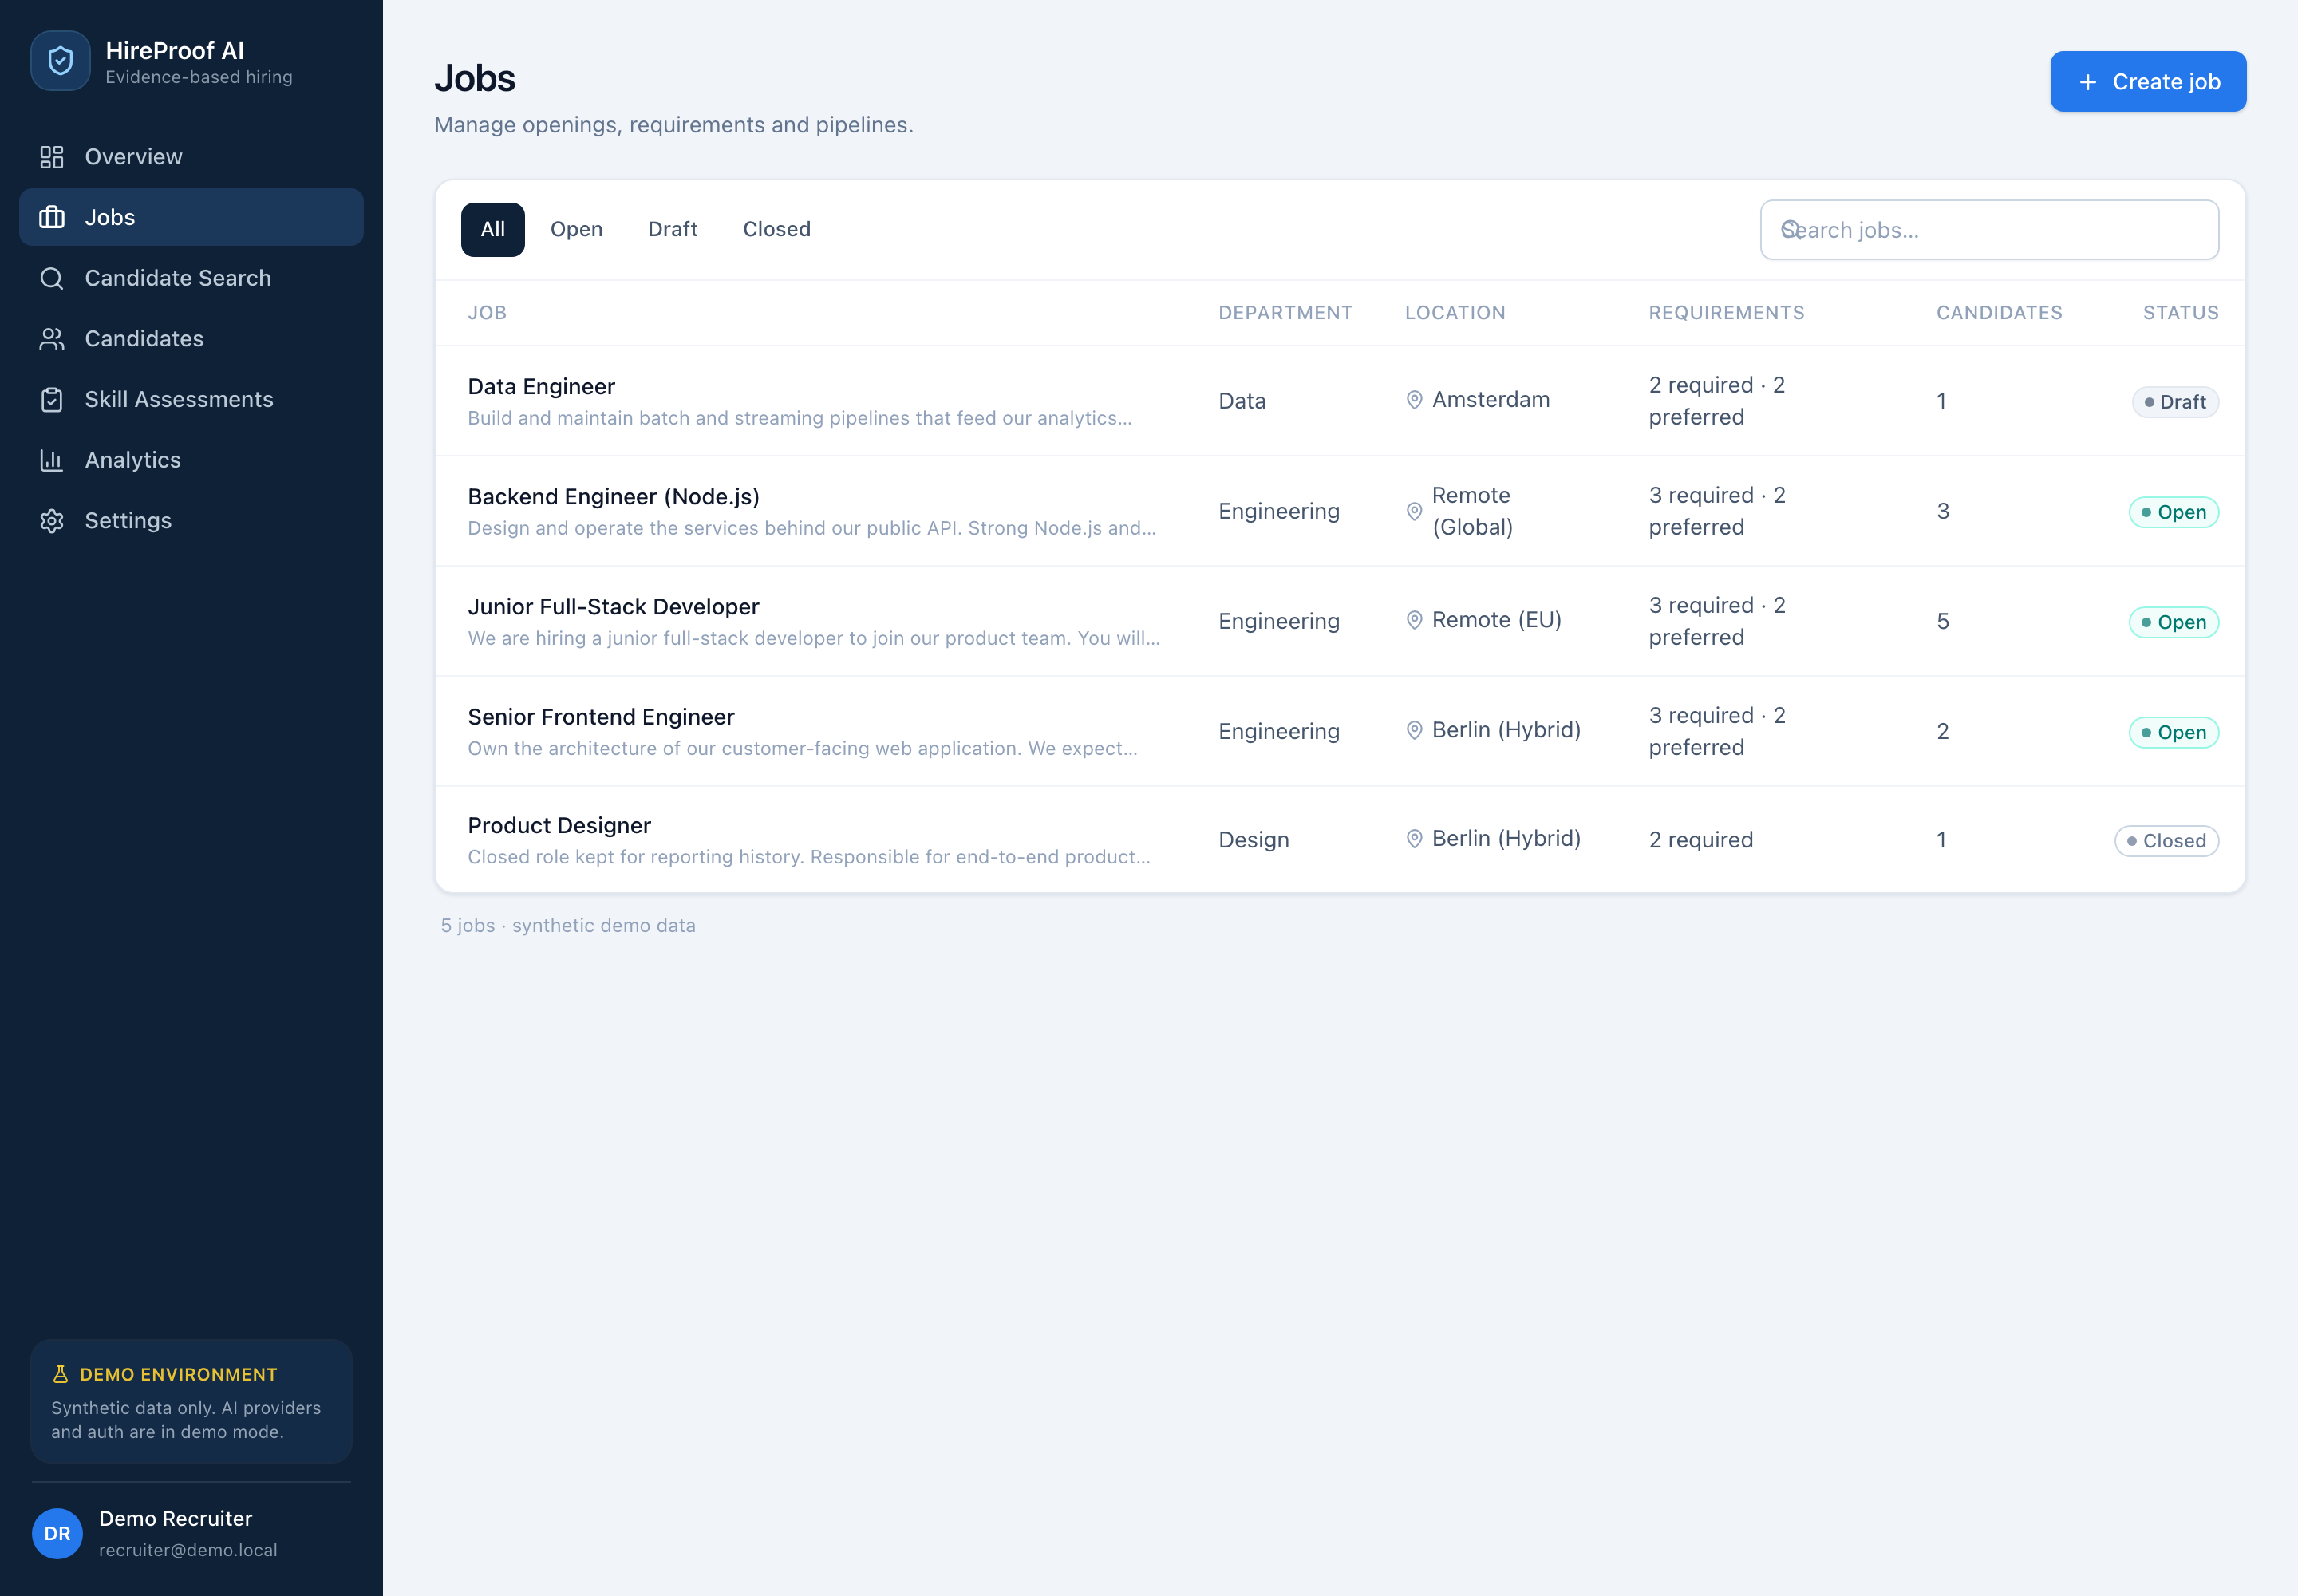 HireProof AI
Evidence-based hiring
Overview
Jobs
Candidate Search
Candidates
Skill Assessments
Analytics
Settings
DEMO ENVIRONMENT
Synthetic data only. AI providers
and auth are in demo mode.
DR
Demo Recruiter
recruiter@demo.local
Jobs
Manage openings, requirements and pipelines.
+ Create job
All Open Draft Closed
Search jobs...
JOB DEPARTMENT LOCATION REQUIREMENTS CANDIDATES STATUS
Data Engineer
Build and maintain batch and streaming pipelines that feed our analytics...
Data
Amsterdam
2 required · 2
preferred
1
Draft
Backend Engineer (Node.js)
Design and operate the services behind our public API. Strong Node.js and...
Engineering
Remote
(Global)
3 required · 2
preferred
3
Open
Junior Full-Stack Developer
We are hiring a junior full-stack developer to join our product team. You will...
Engineering
Remote (EU)
3 required · 2
preferred
5
Open
Senior Frontend Engineer
Own the architecture of our customer-facing web application. We expect...
Engineering
Berlin (Hybrid)
3 required · 2
preferred
2
Open
Product Designer
Closed role kept for reporting history. Responsible for end-to-end product...
Design
Berlin (Hybrid)
2 required
1
Closed
5 jobs · synthetic demo data